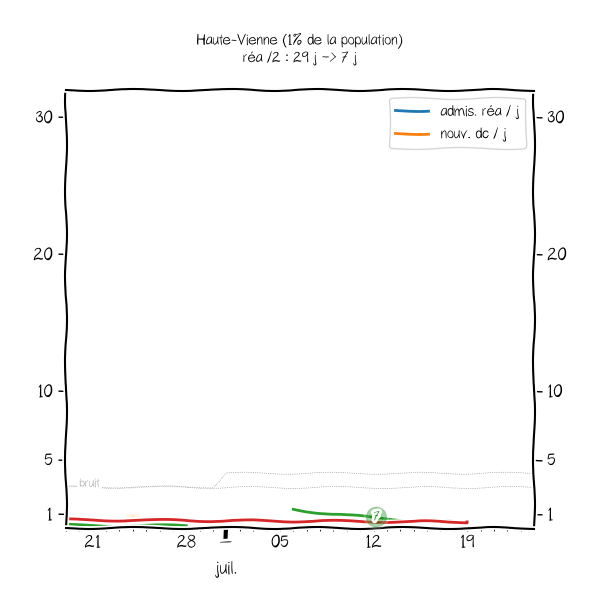 Haute-Vienne (1% de la population)
réa /2 : 29 j -> 7 j
admis. réa / j
nouv. dc / j
30
30
20
20
10
10
5
5
bruit
1
7
1
21
28
1
05
12
19
juil.